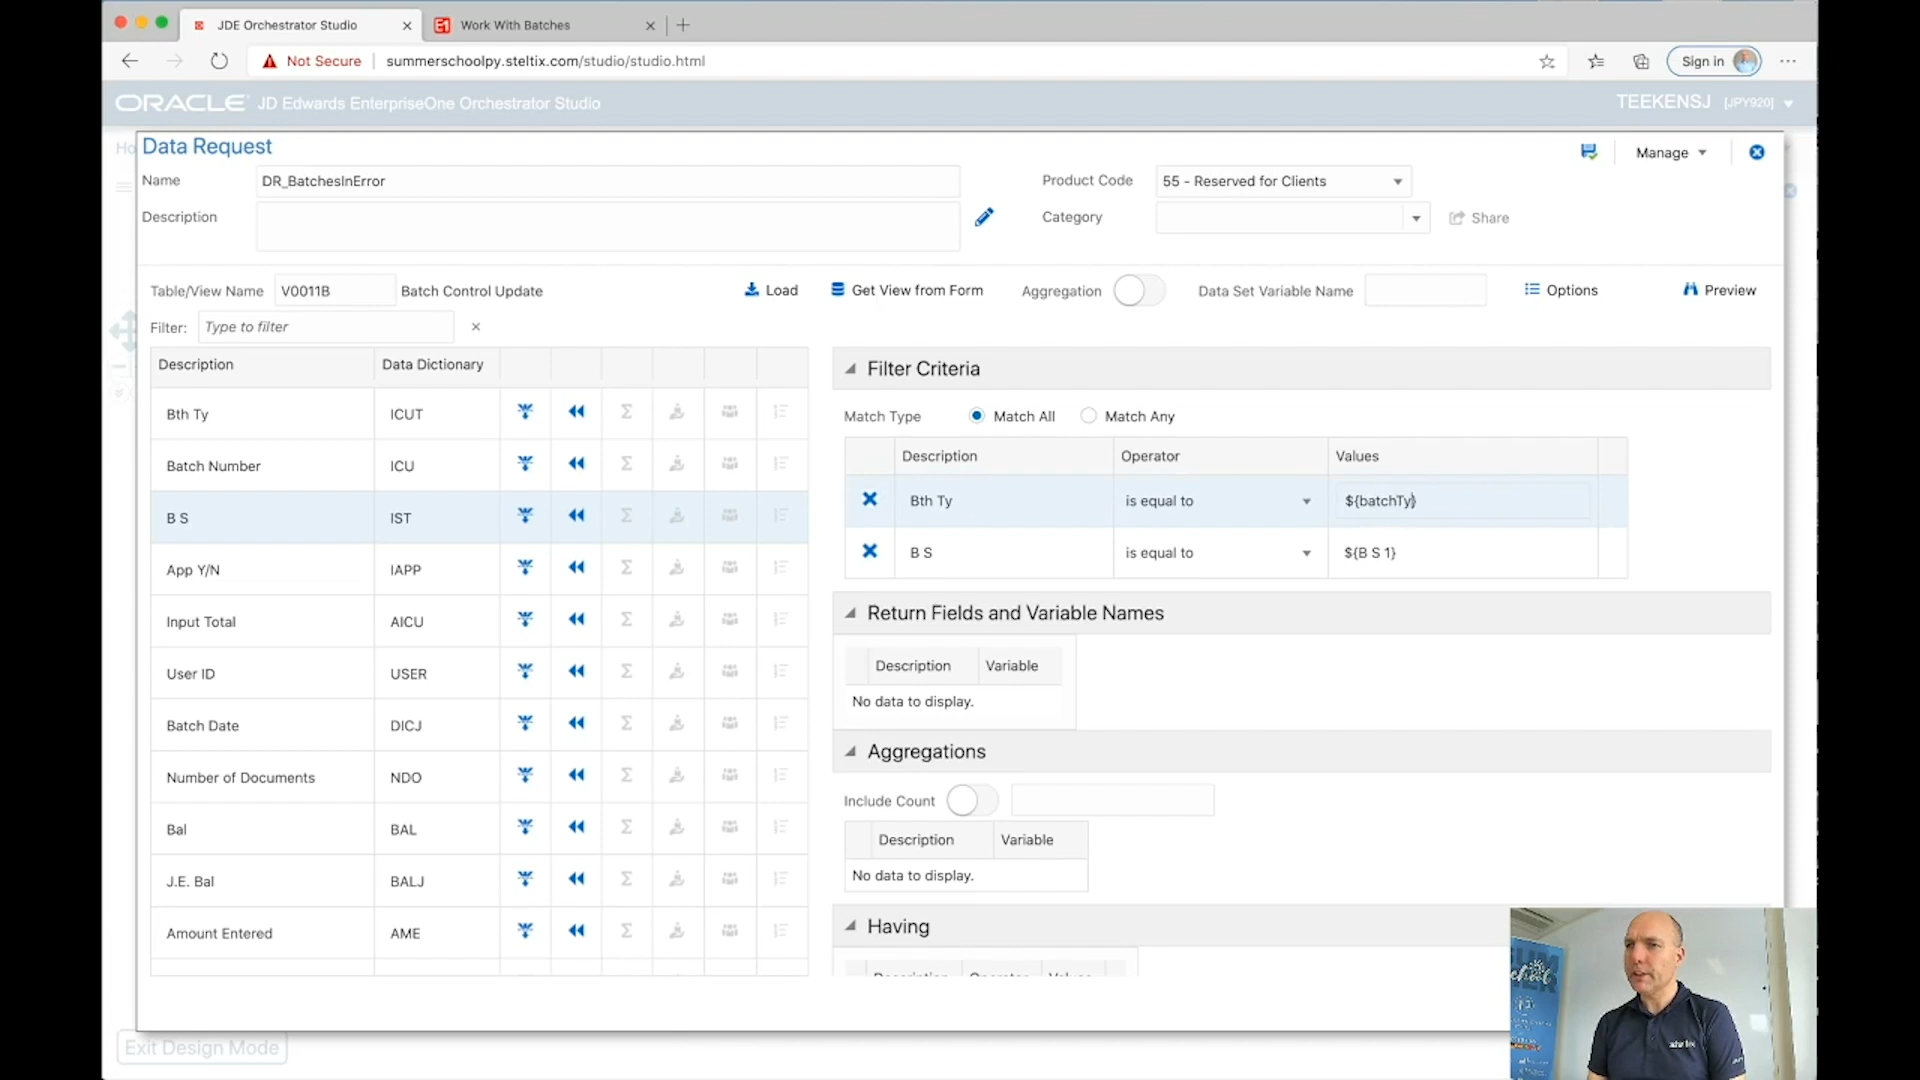 JDE Orchestrator Studio
E1 Work With Batches
Not Secure
summerschoolpy.steltix.com/studio/studio.html
Sign in
ORACLE JD Edwards EnterpriseOne Orchestrator Studio
TEEKENSJ [JPY920]
Ho
Data Request
Manage
Name
DR_BatchesInError
Product Code
55 - Reserved for Clients
Description
Category
Share
Table/View Name
V0011B
Batch Control Update
Load
Get View from Form
Aggregation
Data Set Variable Name
Options
Preview
Filter:
Type to filter
Description Data Dictionary
Bth Ty ICUT
Batch Number ICU
B S IST
App Y/N IAPP
Input Total AICU
User ID USER
Batch Date DICJ
Number of Documents NDO
Bal BAL
J.E. Bal BALJ
Amount Entered AME
Filter Criteria
Match Type Match All Match Any
Description Operator Values
Bth Ty is equal to ${batchTy}
B S is equal to ${B S 1}
Return Fields and Variable Names
Description Variable
No data to display.
Aggregations
Include Count
Description Variable
No data to display.
Having
Description Operator Values
Exit Design Mode